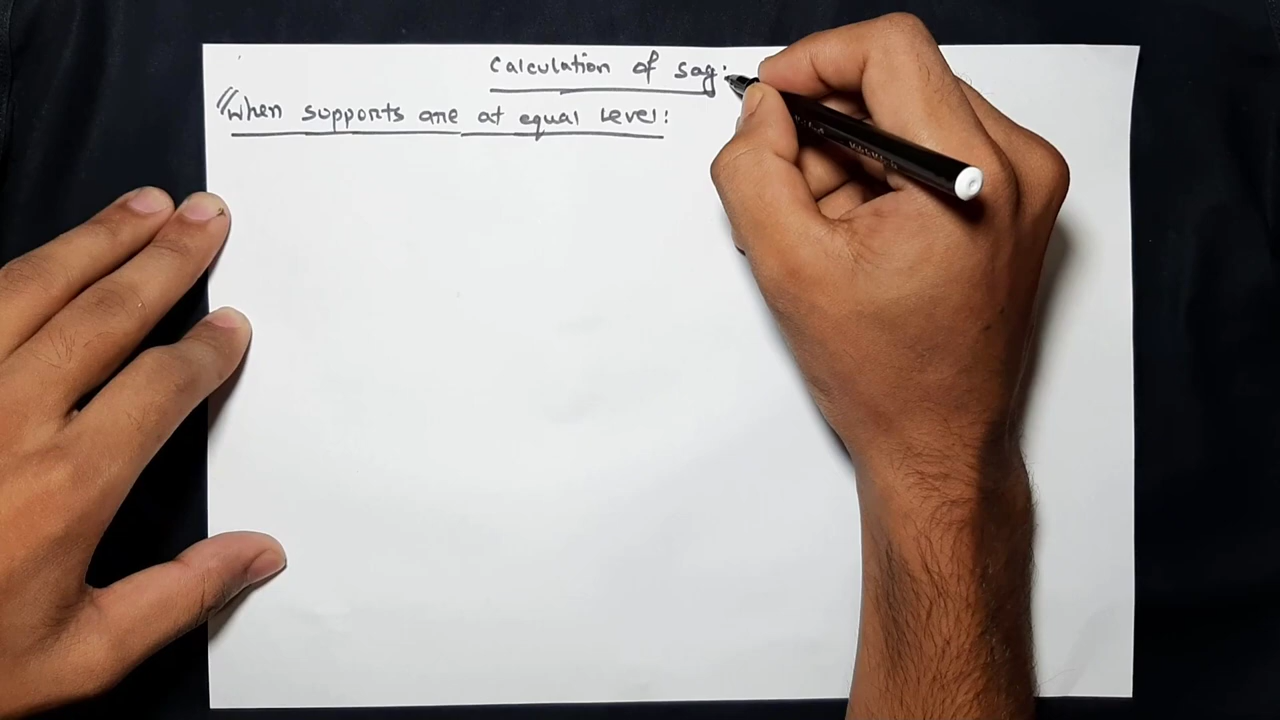 Calculation of sag:
When supports are at equal Level: